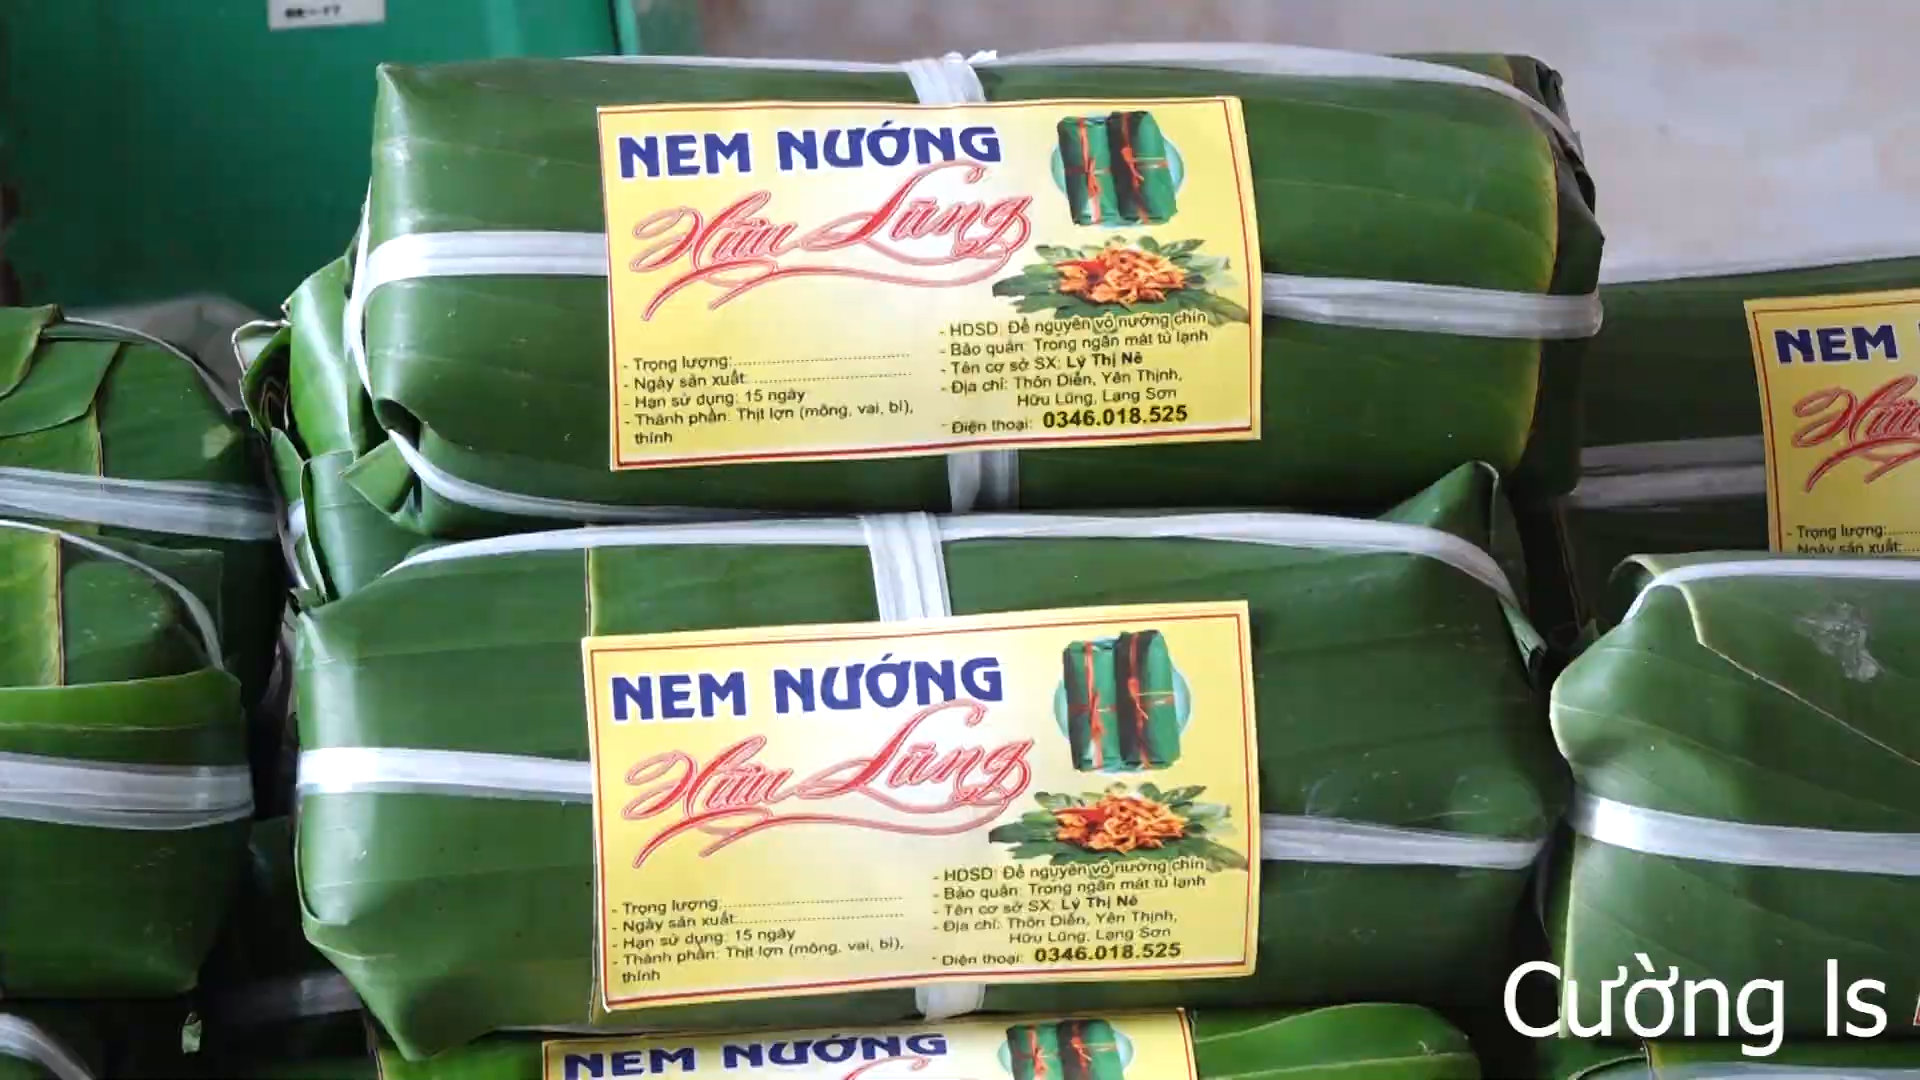 NEM NƯỚNG
Hữu Lũng
- Trọng lượng:
- Ngày sản xuất:
- Hạn sử dụng: 15 ngày
- Thành phần: Thịt lợn (mông, vai, bì),
thính
- HDSD: Để nguyên vỏ nướng chín
- Bảo quản: Trong ngăn mát tủ lạnh
- Tên cơ sở SX: Lý Thị Nê
- Địa chỉ: Thôn Diễn, Yên Thịnh,
Hữu Lũng, Lạng Sơn
- Điện thoại: 0346.018.525
NEM
Hữu
- Trọng lượng:
Ngày sản xuất:
NEM NƯỚNG
Hữu Lũng
- Trọng lượng:
- Ngày sản xuất:
- Hạn sử dụng: 15 ngày
- Thành phần: Thịt lợn (mông, vai, bì),
thính
- HDSD: Để nguyên vỏ nướng chín
- Bảo quản: Trong ngăn mát tủ lạnh
- Tên cơ sở SX: Lý Thị Nê
- Địa chỉ: Thôn Diễn, Yên Thịnh,
Hữu Lũng, Lạng Sơn
- Điện thoại: 0346.018.525
NEM NƯỚNG
Cường ls